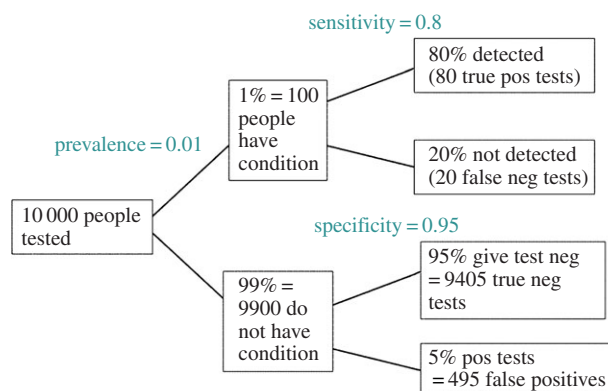 sensitivity = 0.8
80% detected
(80 true pos tests)
1% = 100
people
have
condition
prevalence = 0.01
20% not detected
(20 false neg tests)
10 000 people
tested
specificity = 0.95
95% give test neg
= 9405 true neg
tests
99% =
9900 do
not have
condition
5% pos tests
= 495 false positives